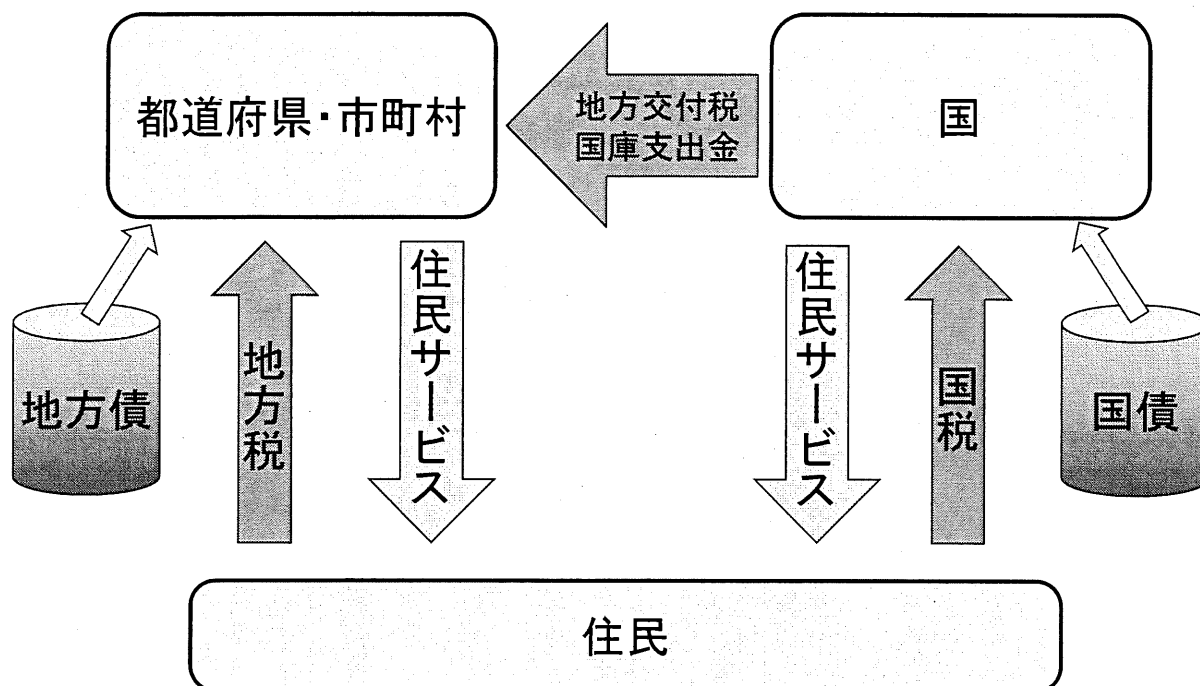 都道府県・市町村
地方交付税
国庫支出金
国
地方債
地方税
住民サービス
住民サービス
国税
国債
住民